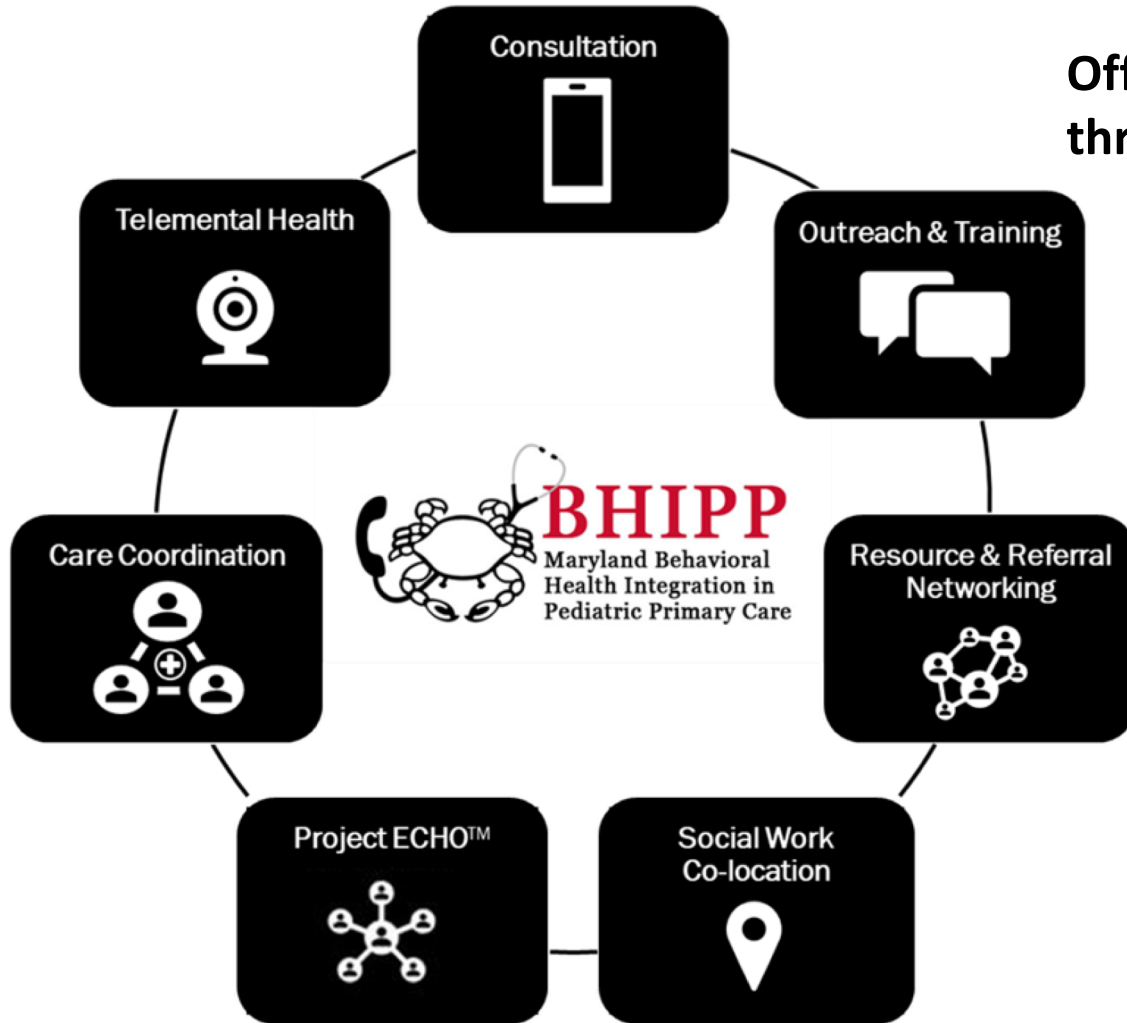 Consultation
Telemental Health
Outreach & Training
BHIPP
Maryland Behavioral
Health Integration in
Pediatric Primary Care
Care Coordination
Resource & Referral
Networking
Project ECHO™
Social Work
Co-location